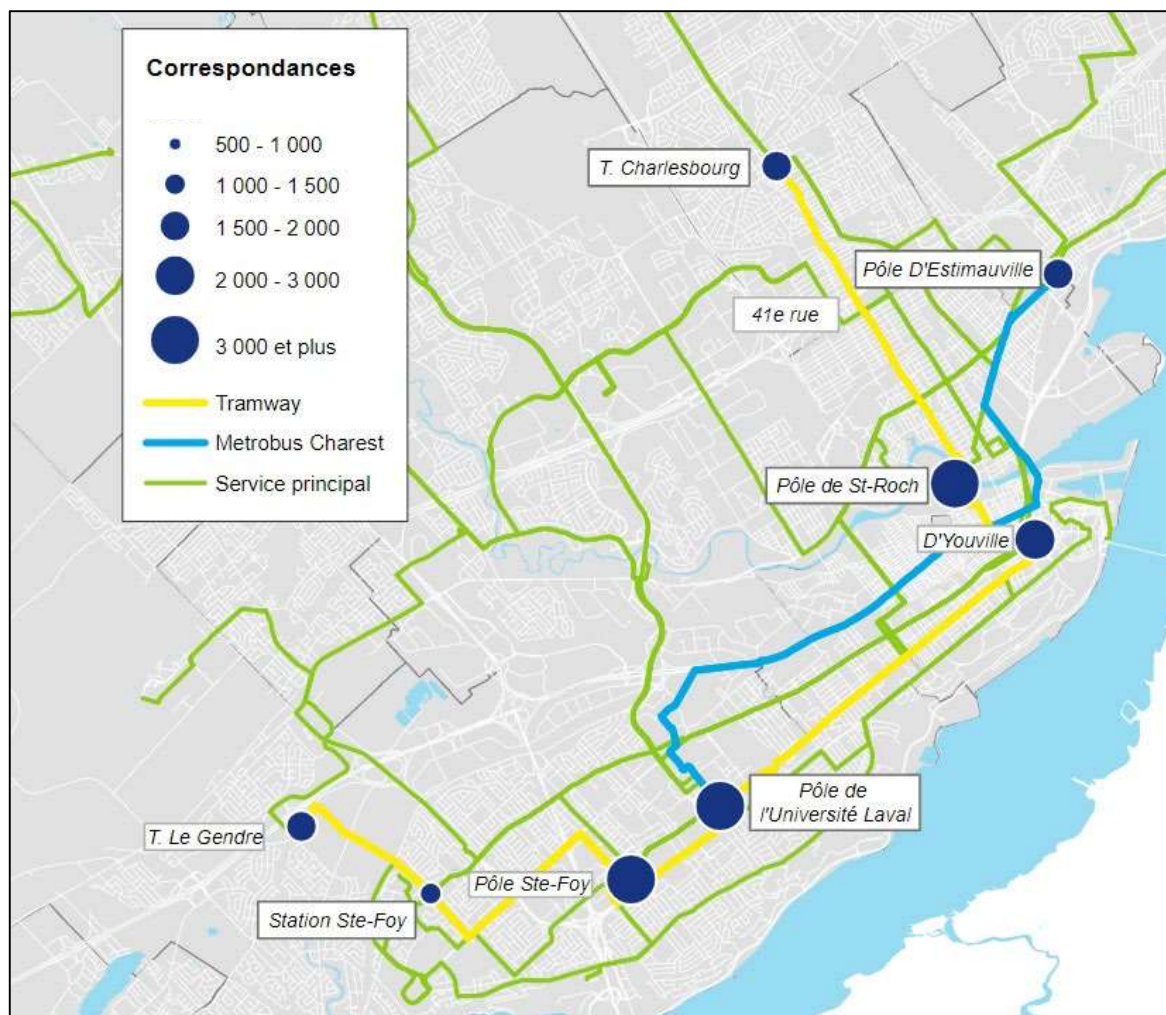 Correspondances
500 - 1 000
1 000 - 1 500
1 500 - 2 000
2 000 - 3 000
3 000 et plus
Tramway
Metrobus Charest
Service principal
T. Charlesbourg
Pôle D'Estimauville
41e rue
Pôle de St-Roch
D'Youville
Pôle de
l'Université Laval
T. Le Gendre
Pôle Ste-Foy
Station Ste-Foy